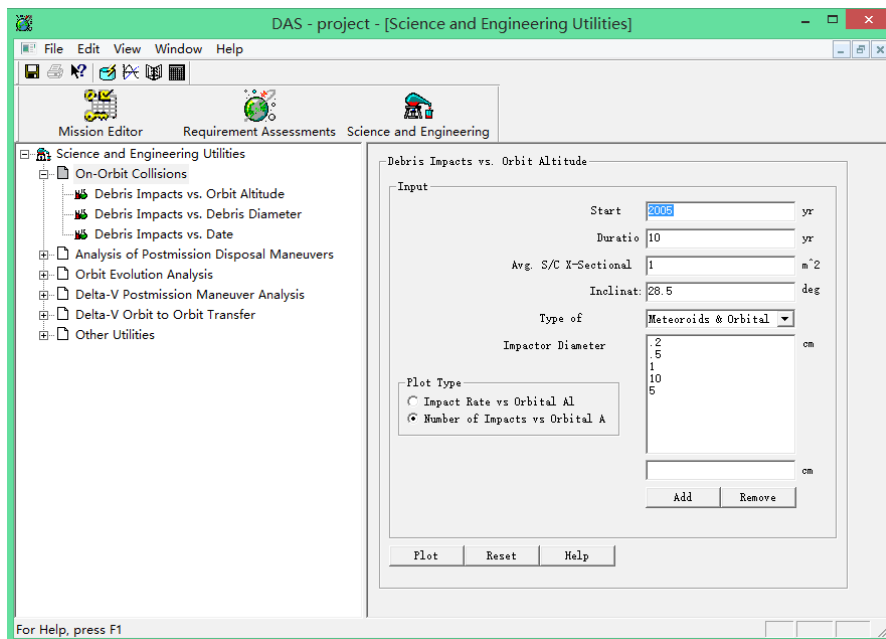 DAS - project - [Science and Engineering Utilities]
File Edit View Window Help
Mission Editor Requirement Assessments Science and Engineering
Science and Engineering Utilities
On-Orbit Collisions
Debris Impacts vs. Orbit Altitude
Debris Impacts vs. Debris Diameter
Debris Impacts vs. Date
Analysis of Postmission Disposal Maneuvers
Orbit Evolution Analysis
Delta-V Postmission Maneuver Analysis
Delta-V Orbit to Orbit Transfer
Other Utilities
Debris Impacts vs. Orbit Altitude
Input
Start 2005 yr
Duratio 10 yr
Avg. S/C X-Sectional 1 m^2
Inclinat: 28.5 deg
Type of Meteoroids & Orbital
Impactor Diameter .2 cm
.5
1
10
5
Plot Type
Impact Rate vs Orbital Al
Number of Impacts vs Orbital A
cm
Add Remove
Plot Reset Help
For Help, press F1